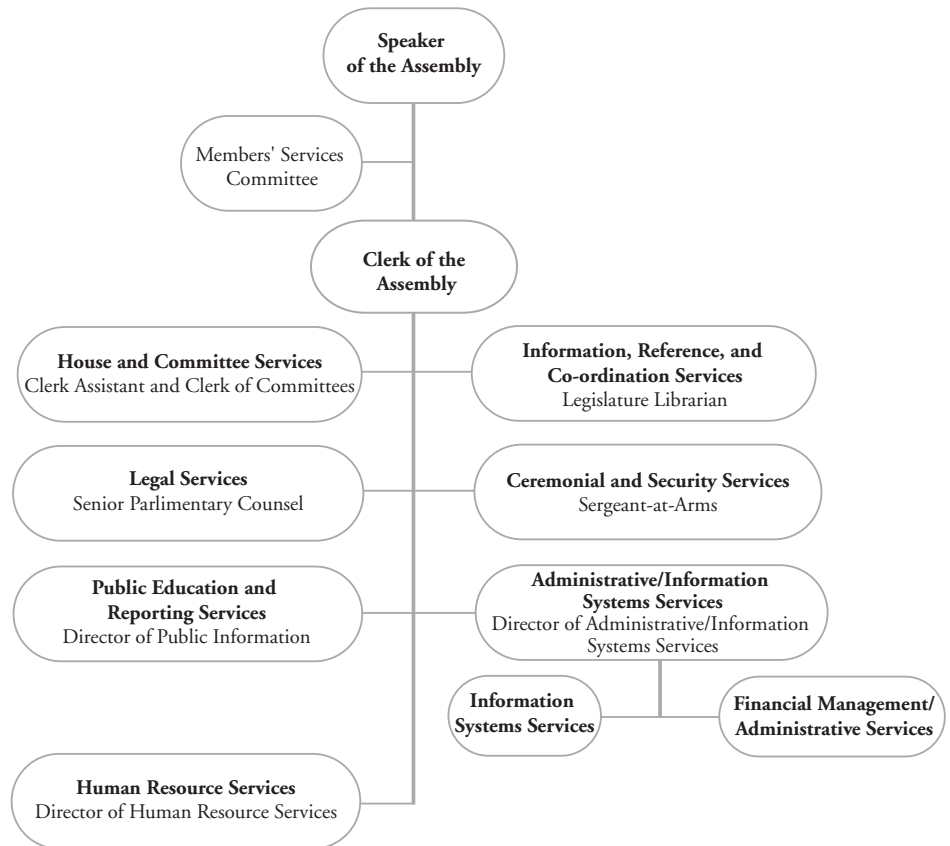 Speaker
of the Assembly
Members' Services
Committee
Clerk of the
Assembly
House and Committee Services
Clerk Assistant and Clerk of Committees
Information, Reference, and
Co-ordination Services
Legislature Librarian
Legal Services
Senior Parlimentary Counsel
Ceremonial and Security Services
Sergeant-at-Arms
Public Education and
Reporting Services
Director of Public Information
Administrative/Information
Systems Services
Director of Administrative/Information
Systems Services
Information
Systems Services
Financial Management/
Administrative Services
Human Resource Services
Director of Human Resource Services